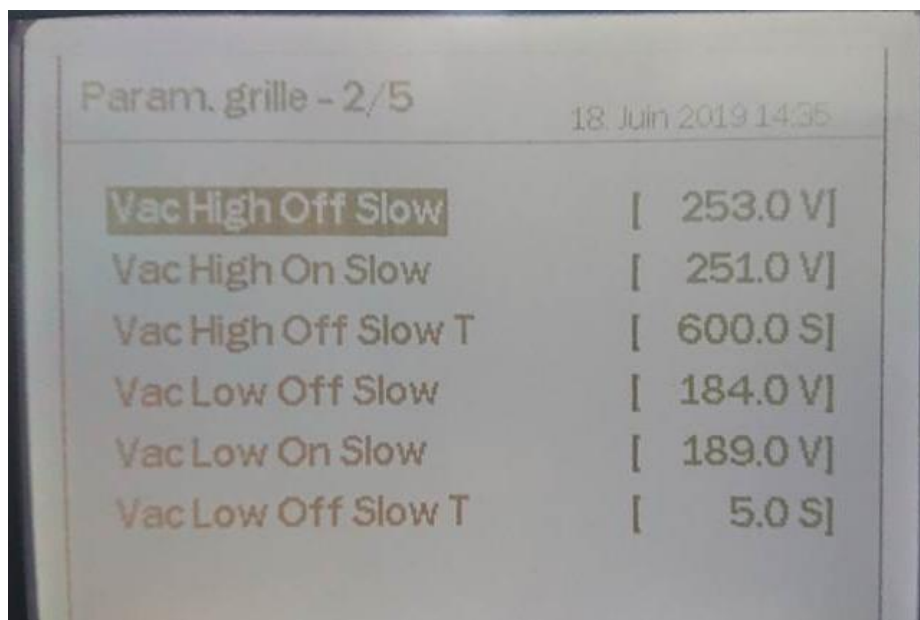 Param. grille - 2/5
18. Juin 2019 14:35
Vac High Off Slow [ 253.0 V]
Vac High On Slow [ 251.0 V]
Vac High Off Slow T [ 600.0 S]
Vac Low Off Slow [ 184.0 V]
Vac Low On Slow [ 189.0 V]
Vac Low Off Slow T [ 5.0 S]